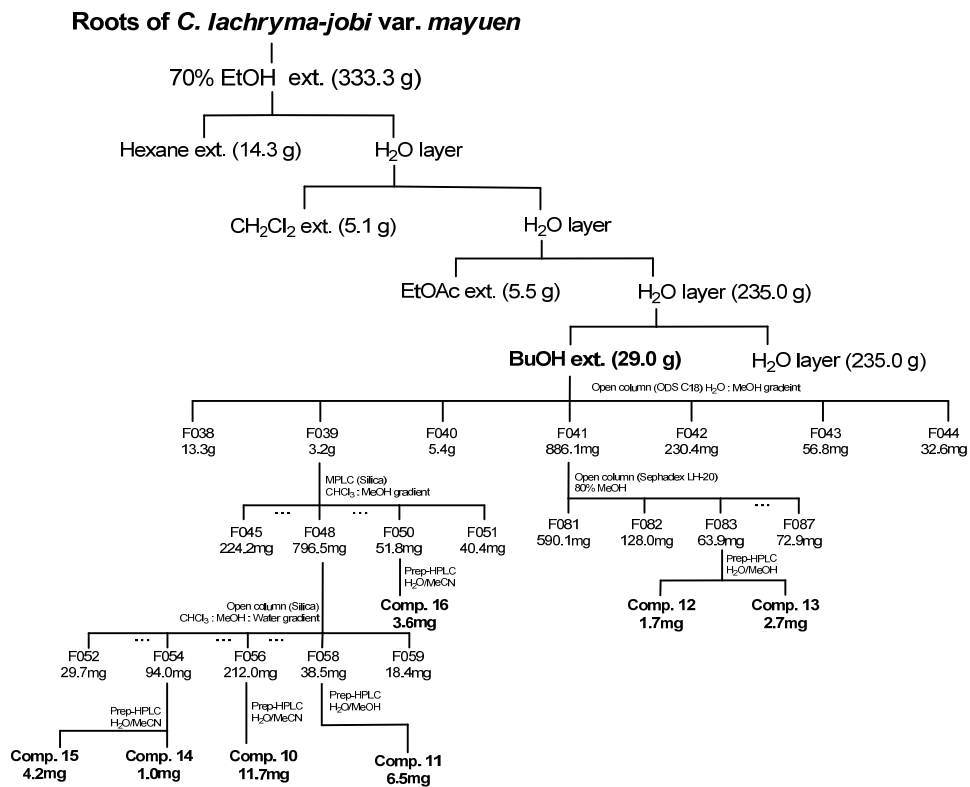 Roots of C. lachryma-jobi var. mayuen
70% EtOH ext. (333.3 g)
Hexane ext. (14.3 g)
H2O layer
CH2Cl2 ext. (5.1 g)
H2O layer
EtOAc ext. (5.5 g)
H2O layer (235.0 g)
BuOH ext. (29.0 g)
H2O layer (235.0 g)
Open column (ODS C18) H2O : MeOH gradeint
F038
13.3g
F039
3.2g
F040
5.4g
F041
886.1mg
F042
230.4mg
F043
56.8mg
F044
32.6mg
MPLC (Silica)
CHCl3 : MeOH gradient
Open column (Sephadex LH-20)
80% MeOH
...
...
...
F045
224.2mg
F048
796.5mg
F050
51.8mg
F051
40.4mg
F081
590.1mg
F082
128.0mg
F083
63.9mg
F087
72.9mg
Prep-HPLC
H2O/MeCN
Prep-HPLC
H2O/MeOH
Comp. 16
3.6mg
Comp. 12
1.7mg
Comp. 13
2.7mg
Open column (Silica)
CHCl3 : MeOH : Water gradient
...
...
...
F052
29.7mg
F054
94.0mg
F056
212.0mg
F058
38.5mg
F059
18.4mg
Prep-HPLC
H2O/MeCN
Prep-HPLC
H2O/MeCN
Prep-HPLC
H2O/MeOH
Comp. 15
4.2mg
Comp. 14
1.0mg
Comp. 10
11.7mg
Comp. 11
6.5mg